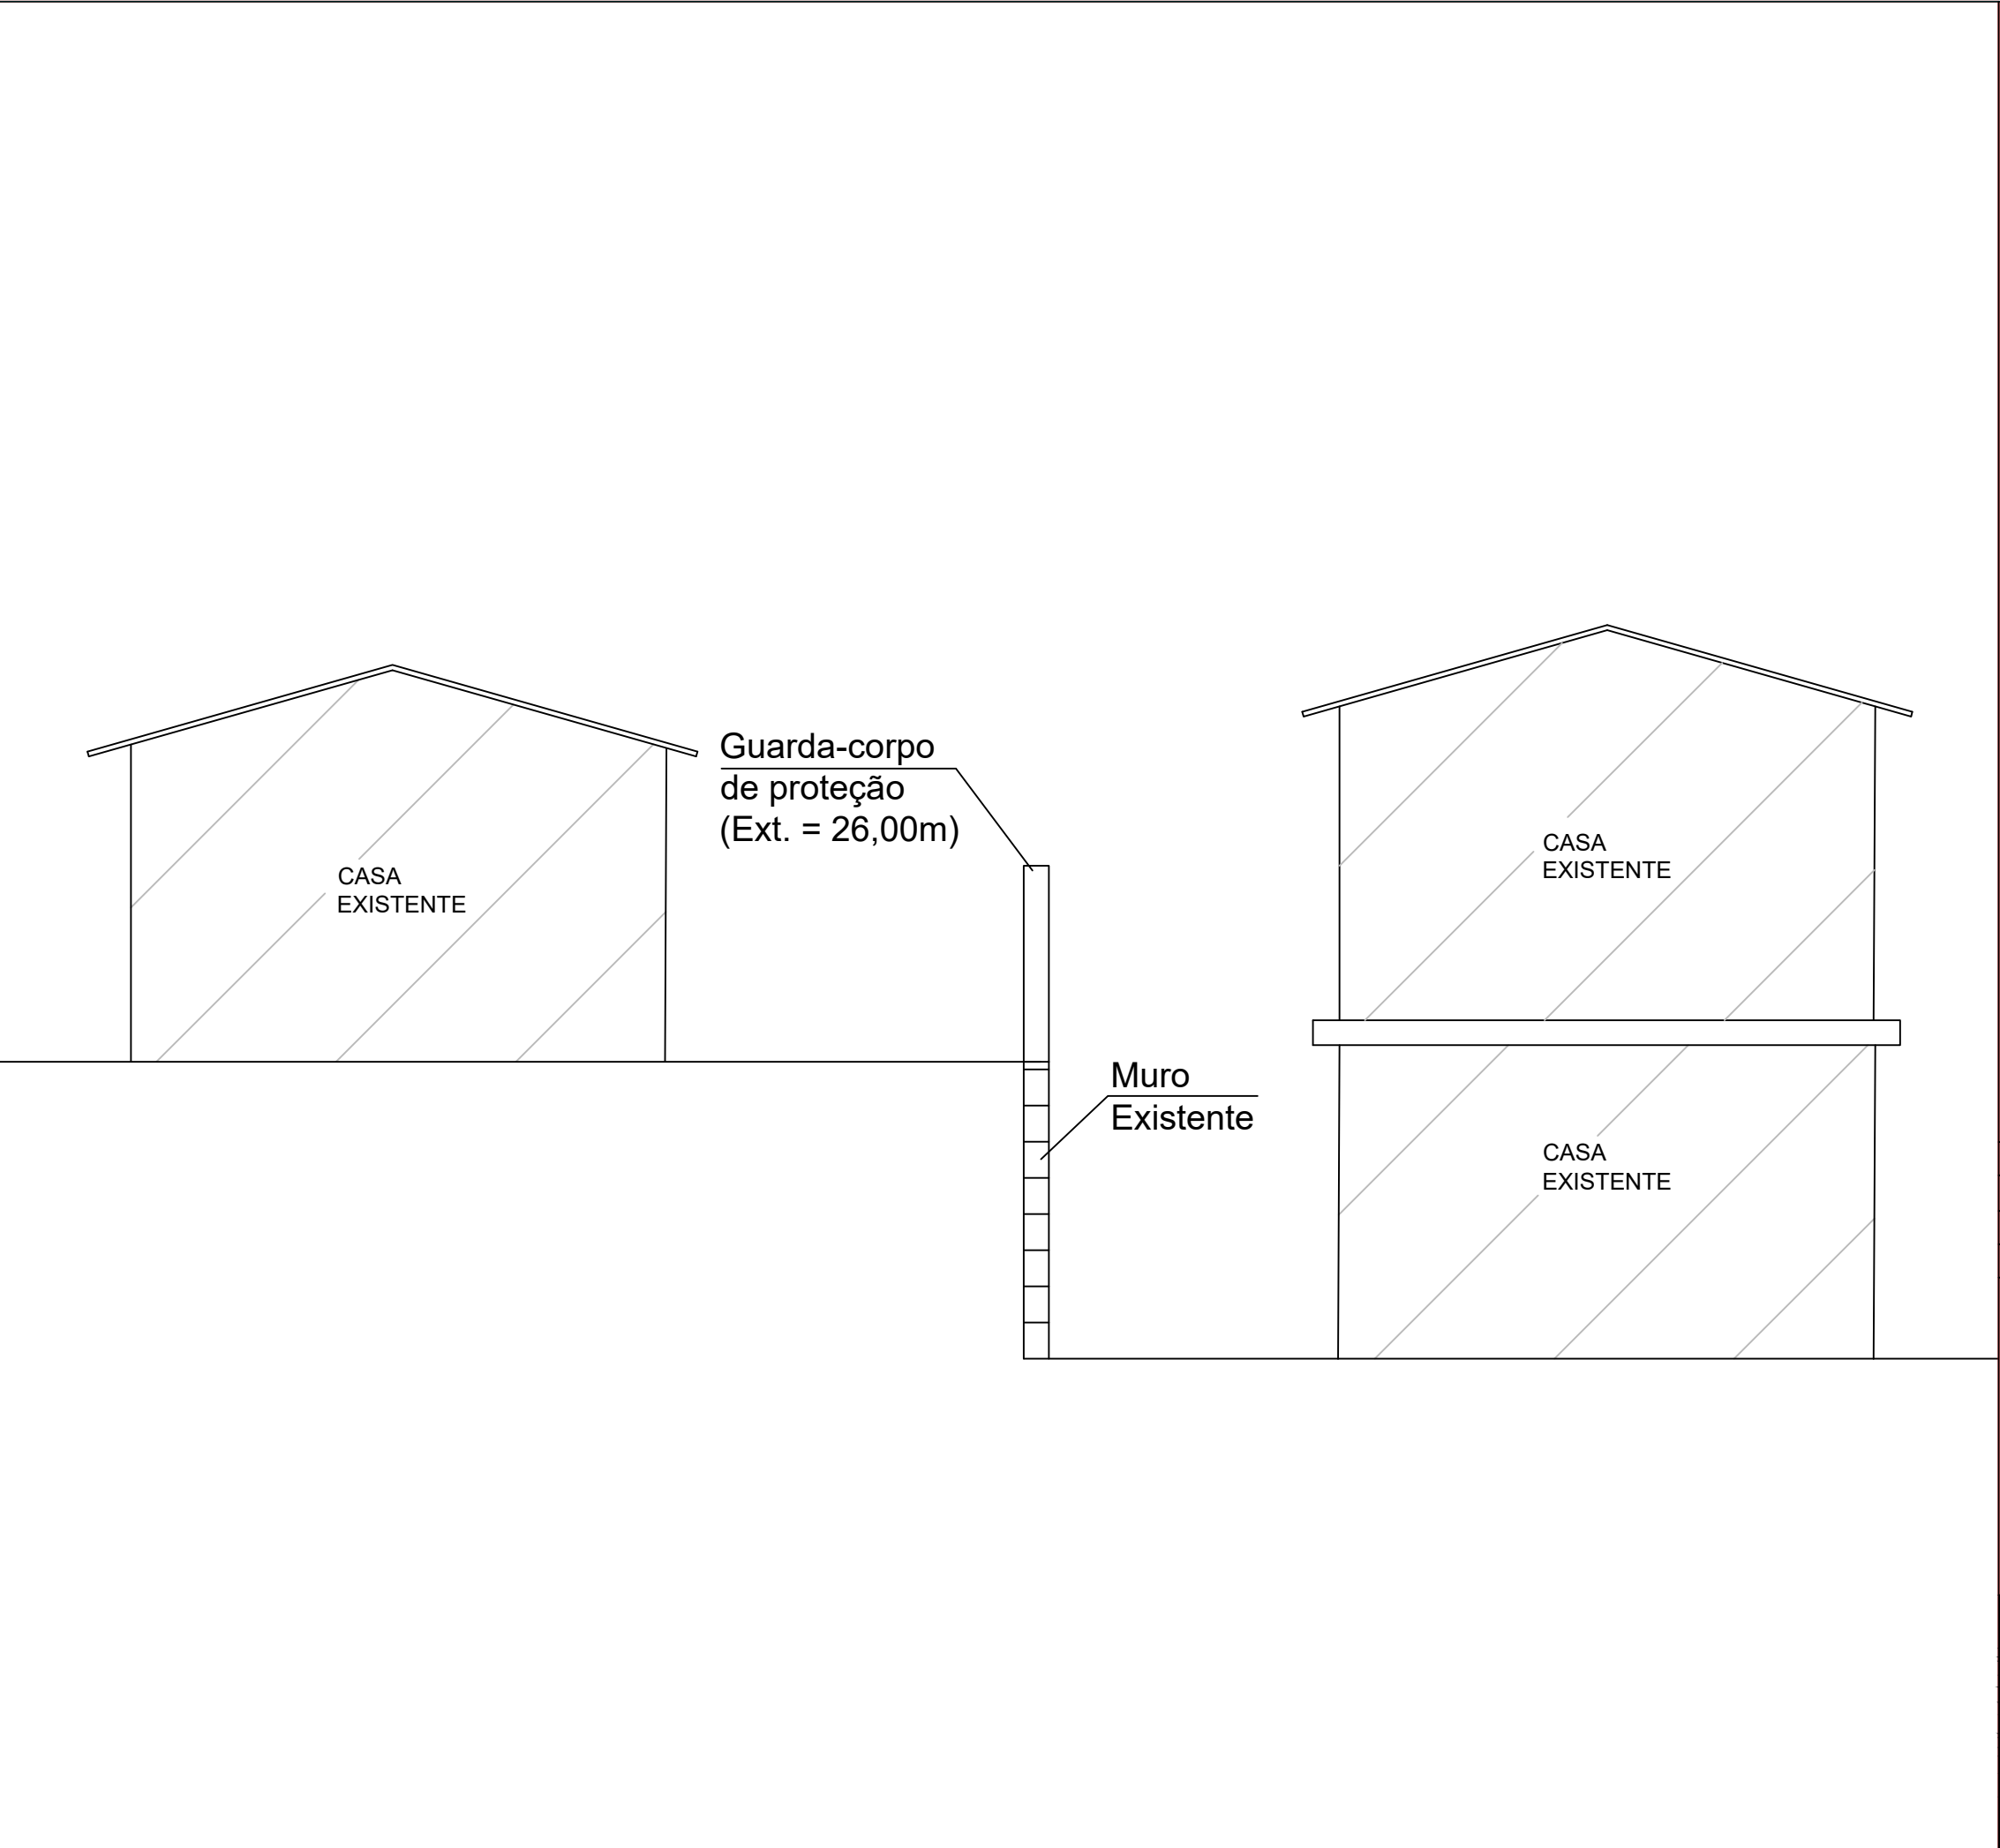 Guarda-corpo
de proteção
(Ext. = 26,00m)
CASA
EXISTENTE
CASA
EXISTENTE
Muro
Existente
CASA
EXISTENTE